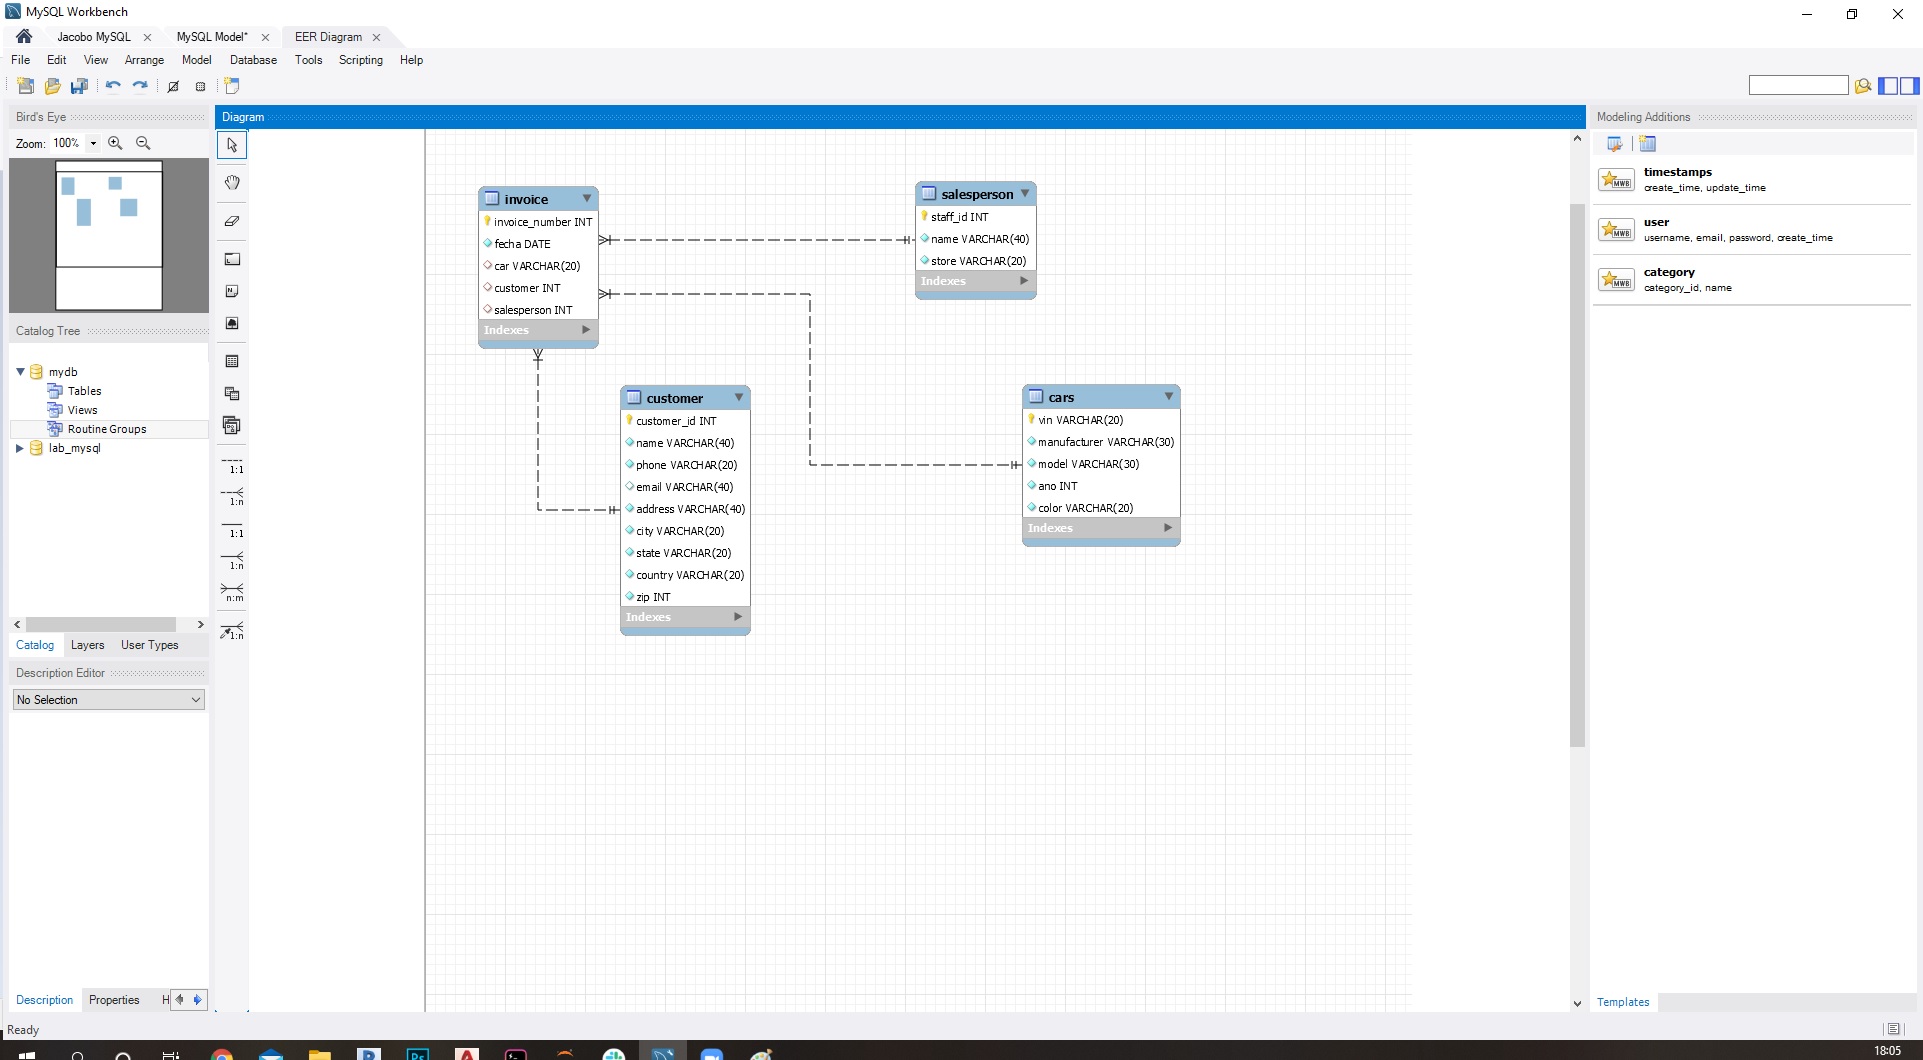 MySQL Workbench
Jacobo MySQL
MySQL Model*
EER Diagram
File Edit View Arrange Model Database Tools Scripting Help
Bird's Eye
Zoom: 100%
Catalog Tree
mydb
Tables
Views
Routine Groups
lab_mysql
Catalog Layers User Types
Description Editor
No Selection
Description Properties H
Ready
Diagram
1:1
1:n
1:1
1:n
n:m
1:n
invoice
invoice_number INT
fecha DATE
car VARCHAR(20)
customer INT
salesperson INT
Indexes
salesperson
staff_id INT
name VARCHAR(40)
store VARCHAR(20)
Indexes
customer
customer_id INT
name VARCHAR(40)
phone VARCHAR(20)
email VARCHAR(40)
address VARCHAR(40)
city VARCHAR(20)
state VARCHAR(20)
country VARCHAR(20)
zip INT
Indexes
cars
vin VARCHAR(20)
manufacturer VARCHAR(30)
model VARCHAR(30)
ano INT
color VARCHAR(20)
Indexes
Modeling Additions
MWB
timestamps
create_time, update_time
MWB
user
username, email, password, create_time
MWB
category
category_id, name
Templates
Ps
18:05